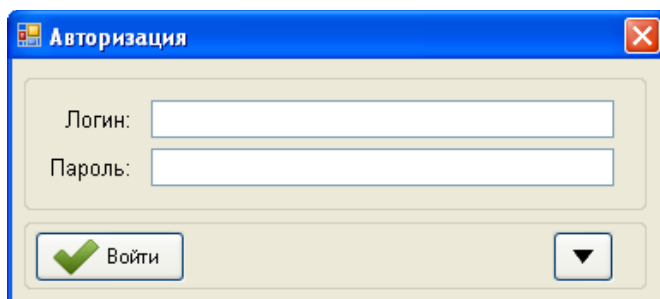 Авторизация
Логин:
Пароль:
Войти